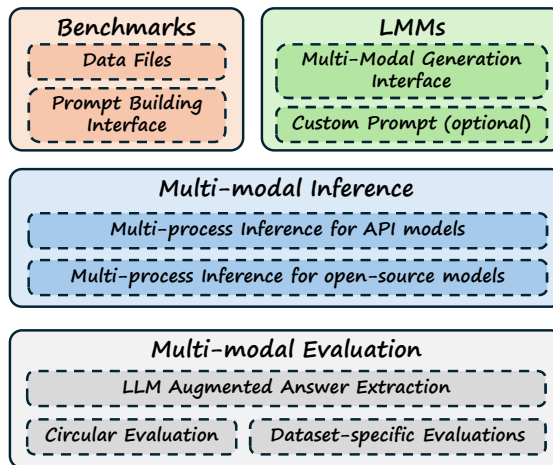 Benchmarks
Data Files
Prompt Building
Interface
LMMs
Multi-Modal Generation
Interface
Custom Prompt (optional)
Multi-modal Inference
Multi-process Inference for API models
Multi-process Inference for open-source models
Multi-modal Evaluation
LLM Augmented Answer Extraction
Circular Evaluation
Dataset-specific Evaluations